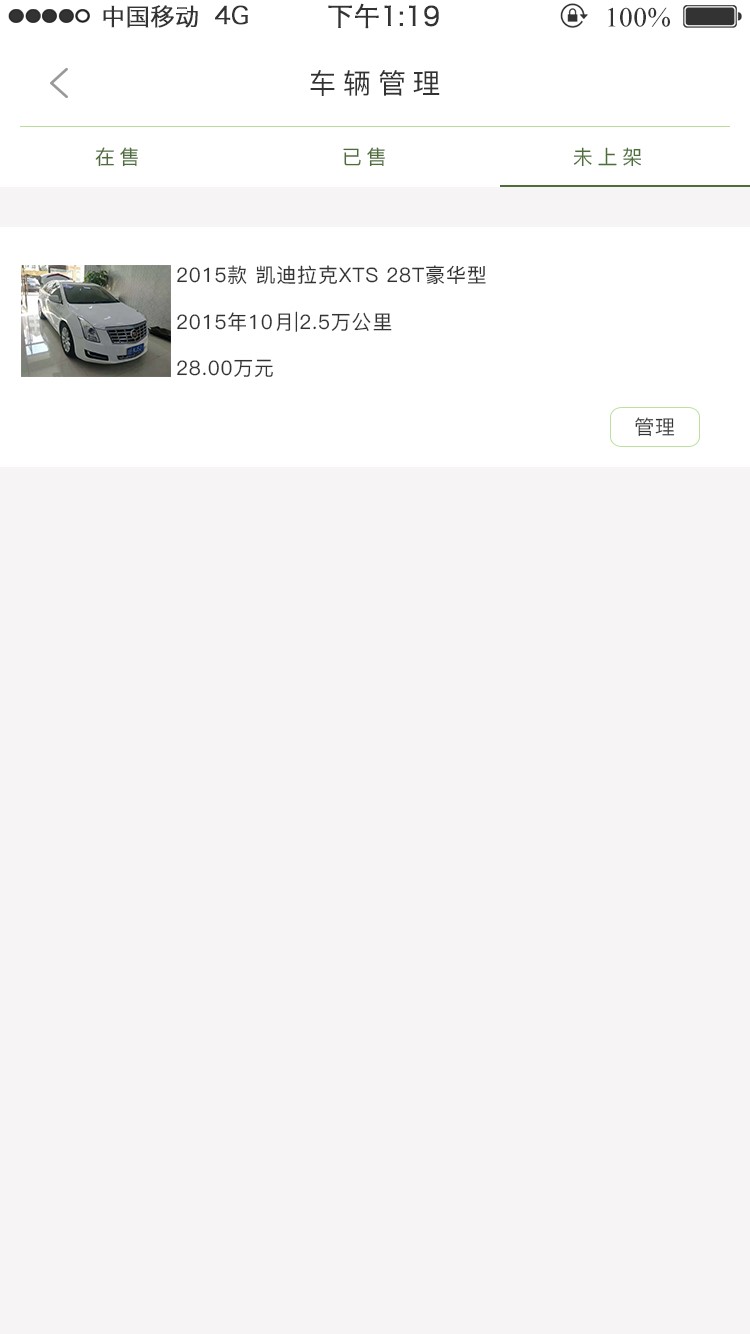 中国移动 4G 下午1:19 100%
车辆管理
在售 已售 未上架
2015款 凯迪拉克XTS 28T豪华型
2015年10月|2.5万公里
28.00万元
管理